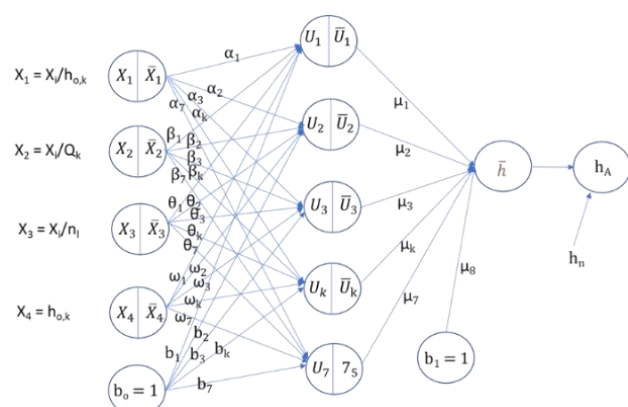 X₁ = Xᵢ/hₒ,ₖ
X₂ = Xᵢ/Qₖ
X₃ = Xᵢ/nₗ
X₄ = hₒ,ₖ
X₁ X̄₁
X₂ X̄₂
X₃ X̄₃
X₄ X̄₄
bₒ = 1
α₁
α₂
α₃
αₖ
α₇
β₁
β₂
β₃
βₖ
β₇
θ₁
θ₂
θ₃
θₖ
θ₇
ω₁
ω₂
ω₃
ωₖ
ω₇
b₁
b₂
b₃
bₖ
b₇
U₁ Ū₁
U₂ Ū₂
U₃ Ū₃
Uₖ Ūₖ
U₇ 7₅
μ₁
μ₂
μ₃
μₖ
μ₇
μ₈
b₁ = 1
h̄
h_A
hₙ